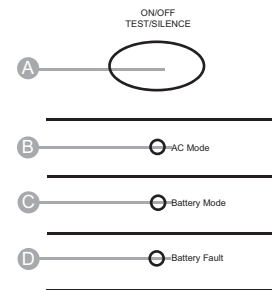 ON/OFF
TEST/SILENCE
A
B AC Mode
C Battery Mode
D Battery Fault